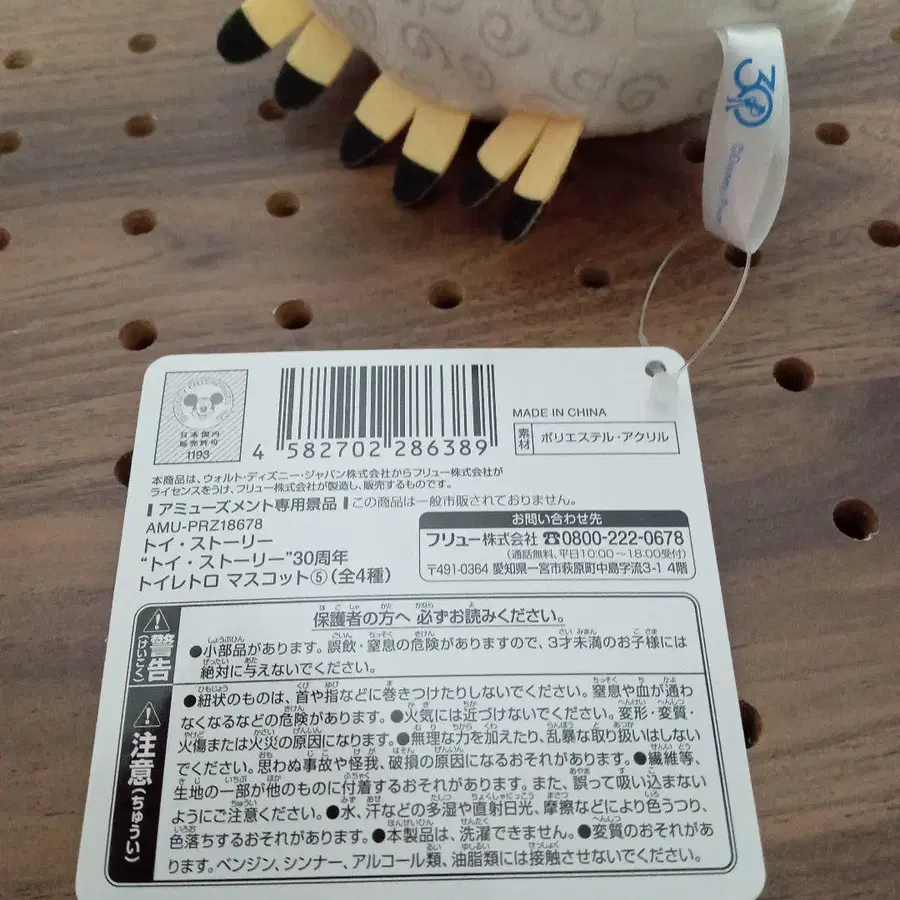 30
©Disney/Pixar
日本国内
販売許可
1193
4 582702 286389
MADE IN CHINA
素材 ポリエステル・アクリル
本商品は、ウォルト・ディズニー・ジャパン株式会社からフリュー株式会社が
ライセンスをうけ、フリュー株式会社が製造し、販売するものです。
アミューズメント専用景品 この商品は一般市販されておりません。
AMU-PRZ18678
トイ・ストーリー
“トイ・ストーリー”30周年
トイレトロ マスコット⑤(全4種)
お問い合わせ先
フリュー株式会社 ☎0800-222-0678
(通話無料、平日10:00~18:00受付)
〒491-0364 愛知県一宮市萩原町中島字流3-1 4階
保護者の方へ 必ずお読みください。
警告(けいこく)
●小部品があります。誤飲・窒息の危険がありますので、3才未満のお子様には
絶対に与えないでください。
注意(ちゅうい)
●紐状のものは、首や指などに巻きつけたりしないでください。窒息や血が通わ
なくなるなどの危険があります。●火気には近づけないでください。変形・変質・
火傷または火災の原因になります。●無理な力を加えたり、乱暴な取り扱いはしない
でください。思わぬ事故や怪我、破損の原因になるおそれがあります。●繊維等、
生地の一部が他のものに付着するおそれがあります。また、誤って吸い込まない
ようにご注意ください。●水、汗などの多湿や直射日光、摩擦などにより色うつり、
色落ちするおそれがあります。●本製品は、洗濯できません。●変質のおそれがあ
ります。ベンジン、シンナー、アルコール類、油脂類には接触させないでください。